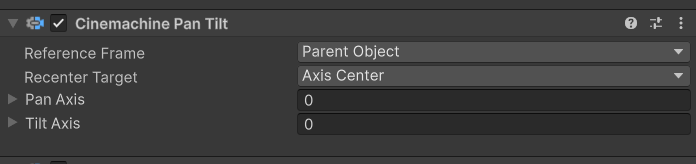 Cinemachine Pan Tilt
Reference Frame Parent Object
Recenter Target Axis Center
Pan Axis 0
Tilt Axis 0